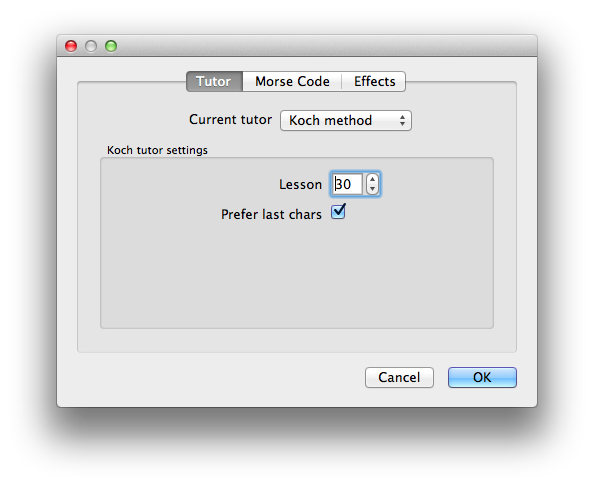 Tutor Morse Code Effects
Current tutor Koch method
Koch tutor settings
Lesson 30
Prefer last chars
Cancel OK